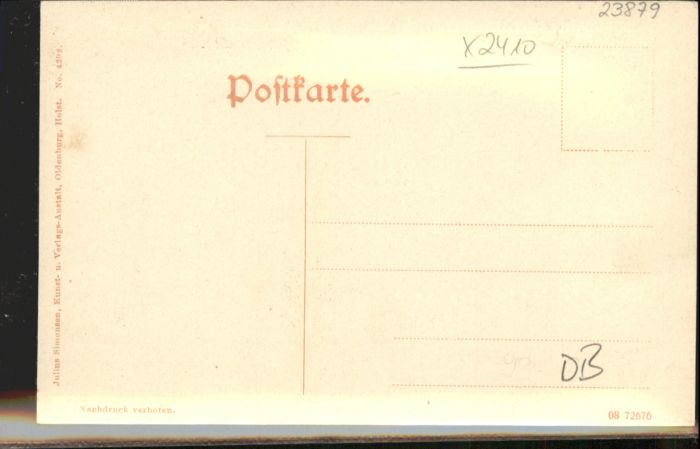 23879
X2410
Poſtkarte.
Julius Simonsen, Kunst- u. Verlags-Anstalt, Oldenburg, Holst. No. 4292.
DB
Nachdruck verboten.
08 72676